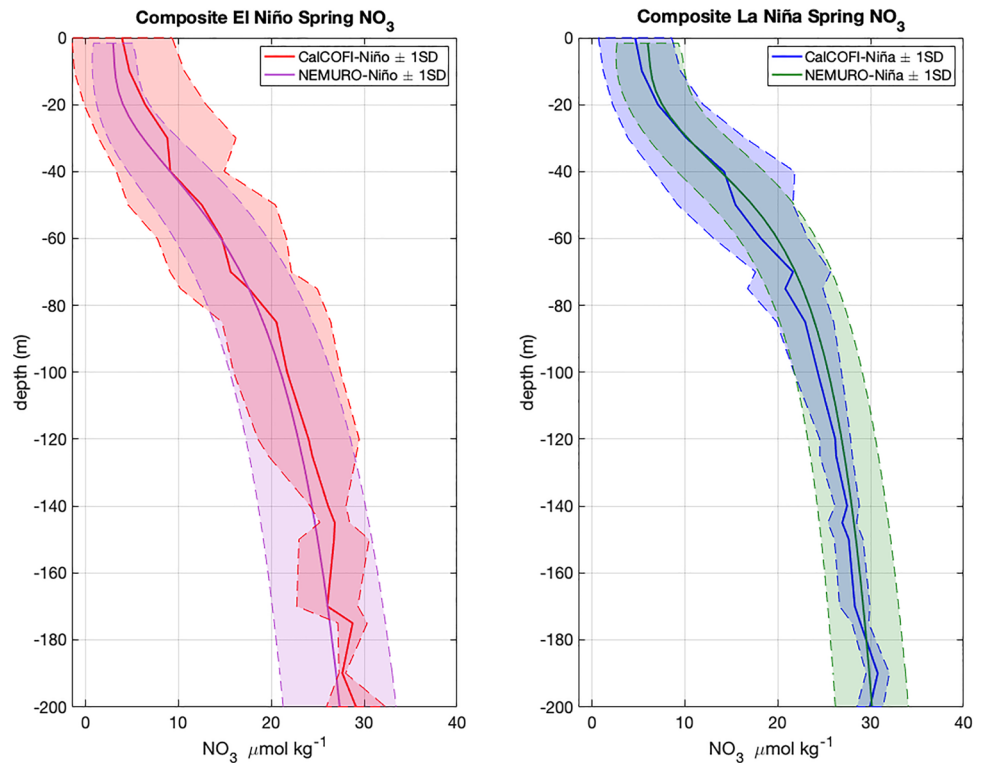 Composite El Niño Spring NO3
CalCOFI-Niño ± 1SD
NEMURO-Niño ± 1SD
0
-20
-40
-60
-80
-100
-120
-140
-160
-180
-200
depth (m)
0 10 20 30 40
NO3 μmol kg-1
Composite La Niña Spring NO3
CalCOFI-Niña ± 1SD
NEMURO-Niña ± 1SD
0
-20
-40
-60
-80
-100
-120
-140
-160
-180
-200
depth (m)
0 10 20 30 40
NO3 μmol kg-1